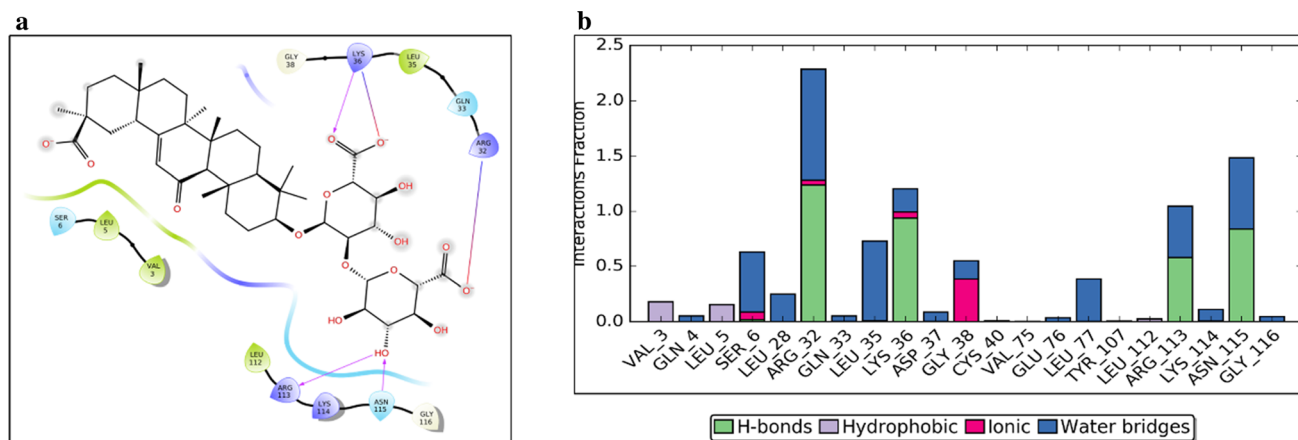 a
GLY
38
LYS
36
LEU
35
GLN
33
ARG
32
O
O⁻
O⁻
O
O
O
OH
O
OH
O
O
O
O⁻
HO
OH
HO
SER
6
LEU
5
VAL
3
LEU
112
ARG
113
LYS
114
ASN
115
GLY
116
b
Interactions Fraction
2.5
2.0
1.5
1.0
0.5
0.0
VAL_3
GLN_4
LEU_5
SER_6
LEU_28
ARG_32
GLN_33
LEU_35
LYS_36
ASP_37
GLY_38
CYS_40
VAL_75
GLU_76
LEU_77
TYR_107
LEU_112
ARG_113
LYS_114
ASN_115
GLY_116
H-bonds Hydrophobic Ionic Water bridges